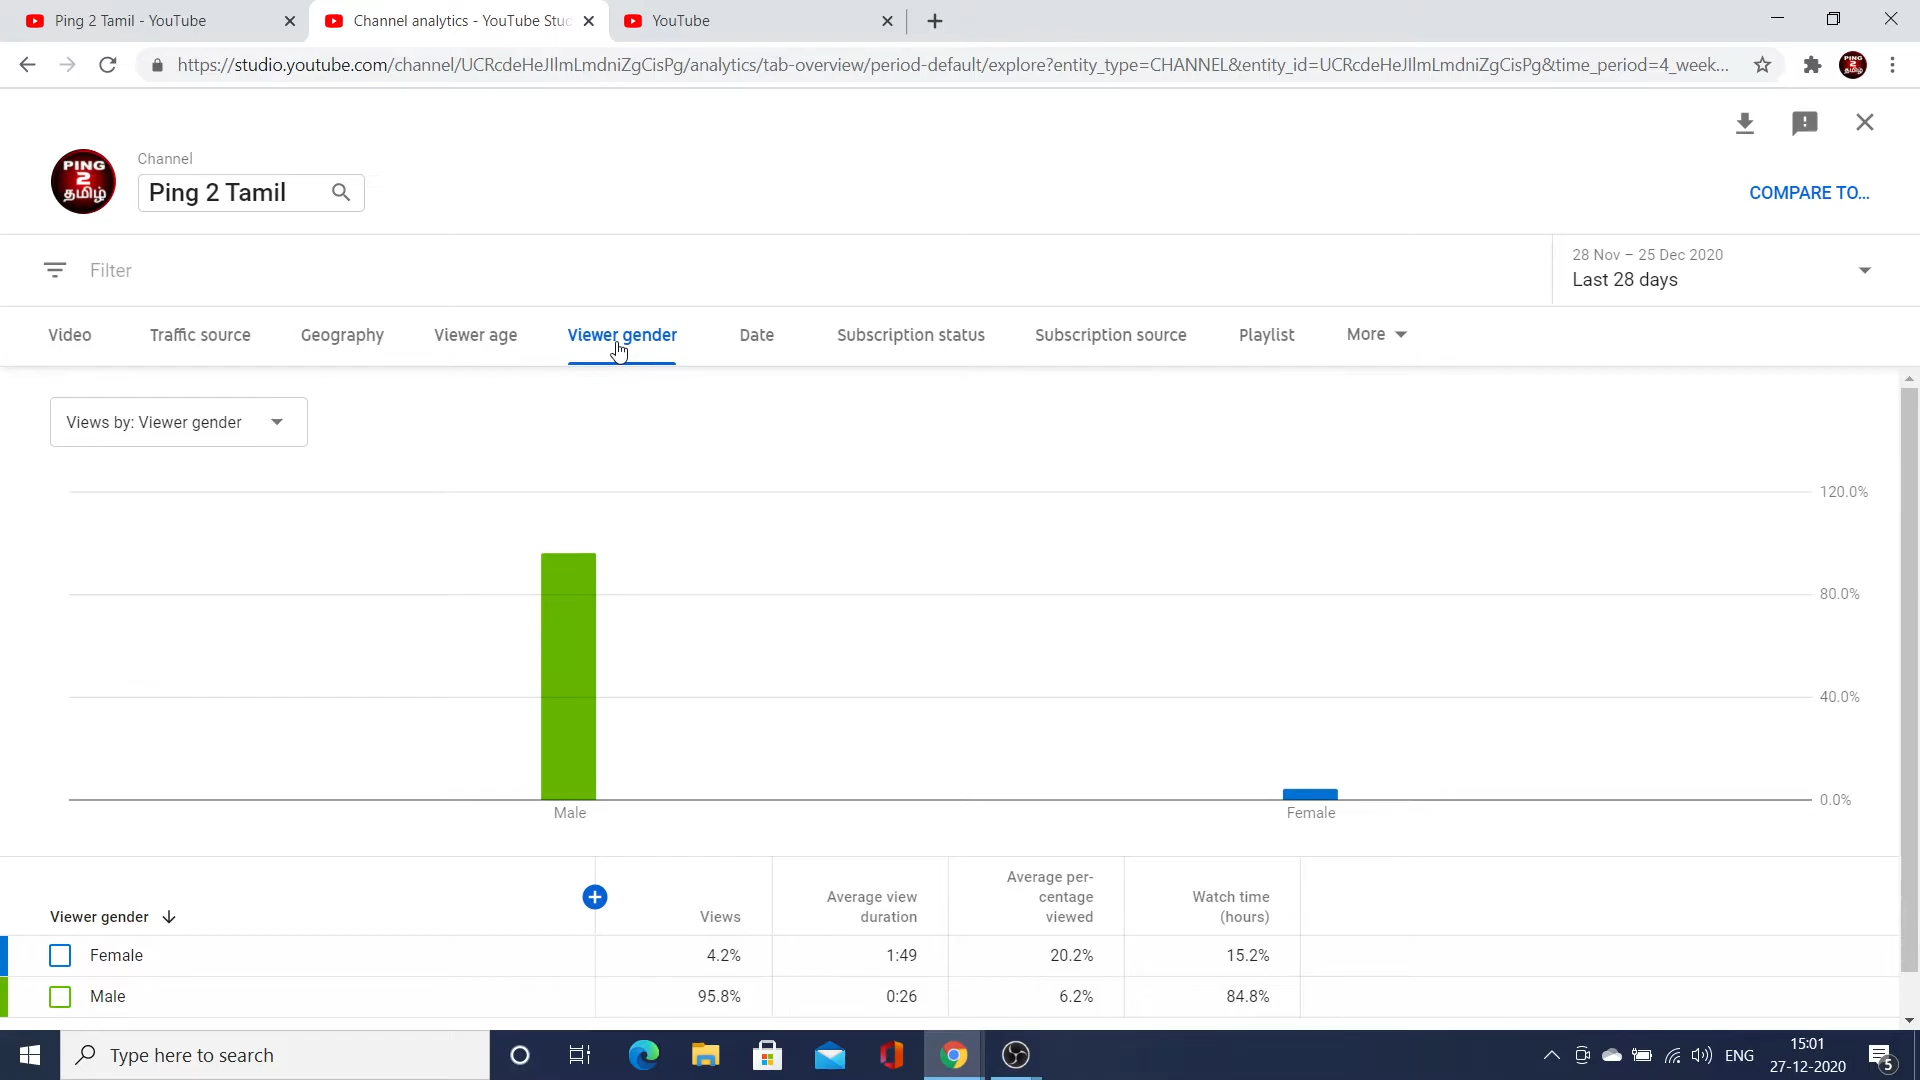 Ping 2 Tamil - YouTube
Channel analytics - YouTube Stud
YouTube
https://studio.youtube.com/channel/UCRcdeHeJIlmLmdniZgCisPg/analytics/tab-overview/period-default/explore?entity_type=CHANNEL&entity_id=UCRcdeHeJIlmLmdniZgCisPg&time_period=4_week...
PING
2
தமிழ்
Channel
Ping 2 Tamil
COMPARE TO...
Filter
28 Nov – 25 Dec 2020
Last 28 days
Video Traffic source Geography Viewer age Viewer gender Date Subscription status Subscription source Playlist More
Views by: Viewer gender
120.0%
80.0%
40.0%
0.0%
Male Female
Viewer gender
Views
Average view
duration
Average per-
centage
viewed
Watch time
(hours)
Female 4.2% 1:49 20.2% 15.2%
Male 95.8% 0:26 6.2% 84.8%
Type here to search
ENG
15:01
27-12-2020
5